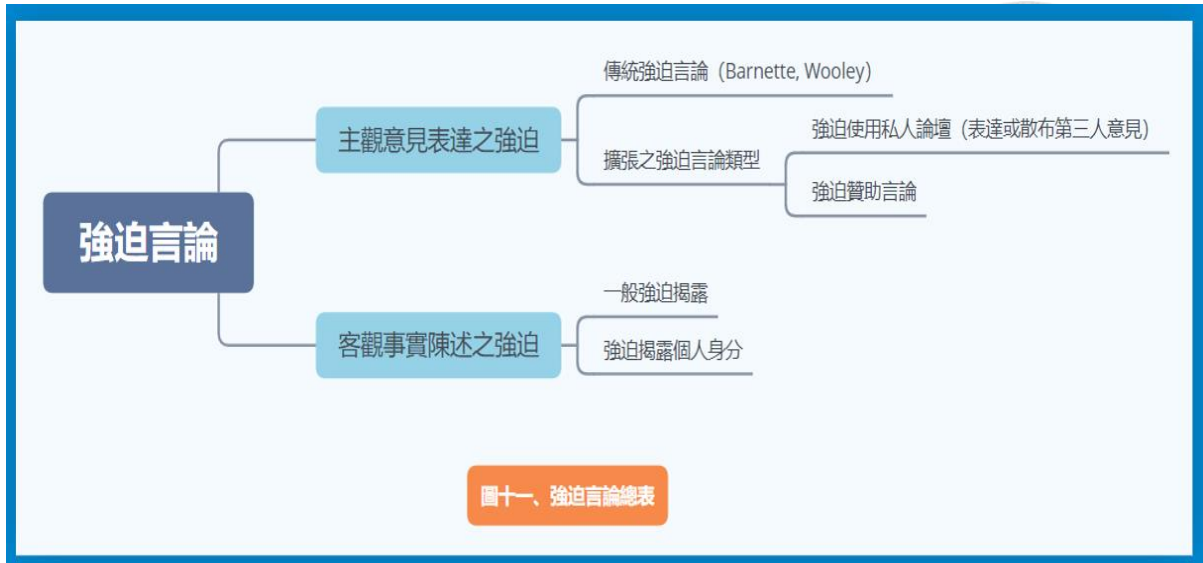 強迫言論
主觀意見表達之強迫
傳統強迫言論（Barnette, Wooley）
擴張之強迫言論類型
強迫使用私人論壇（表達或散布第三人意見）
強迫贊助言論
客觀事實陳述之強迫
一般強迫揭露
強迫揭露個人身分
圖十一、強迫言論總表